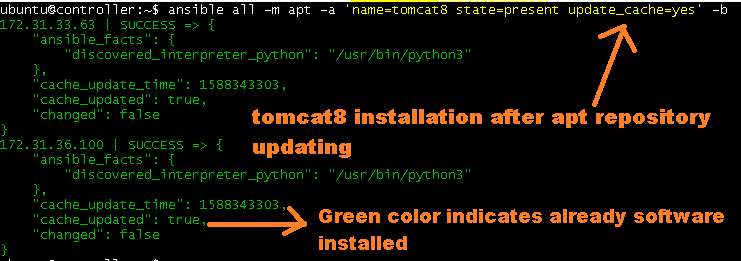 ubuntu@controller:~$ ansible all -m apt -a 'name=tomcat8 state=present update_cache=yes' -b
172.31.33.63 | SUCCESS => {
    "ansible_facts": {
        "discovered_interpreter_python": "/usr/bin/python3"
    },
    "cache_update_time": 1588343303,
    "cache_updated": true,
    "changed": false
}
tomcat8 installation after apt repository
updating
172.31.36.100 | SUCCESS => {
    "ansible_facts": {
        "discovered_interpreter_python": "/usr/bin/python3"
    },
    "cache_update_time": 1588343303,
    "cache_updated": true,
    "changed": false
}
Green color indicates already software
installed